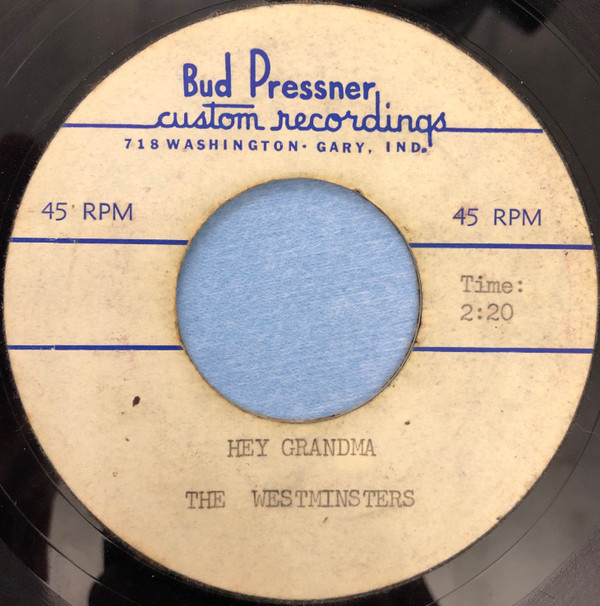 Bud Pressner
custom recordings
718 WASHINGTON · GARY, IND.
45 RPM
45 RPM
Time:
2:20
HEY GRANDMA
THE WESTMINSTERS